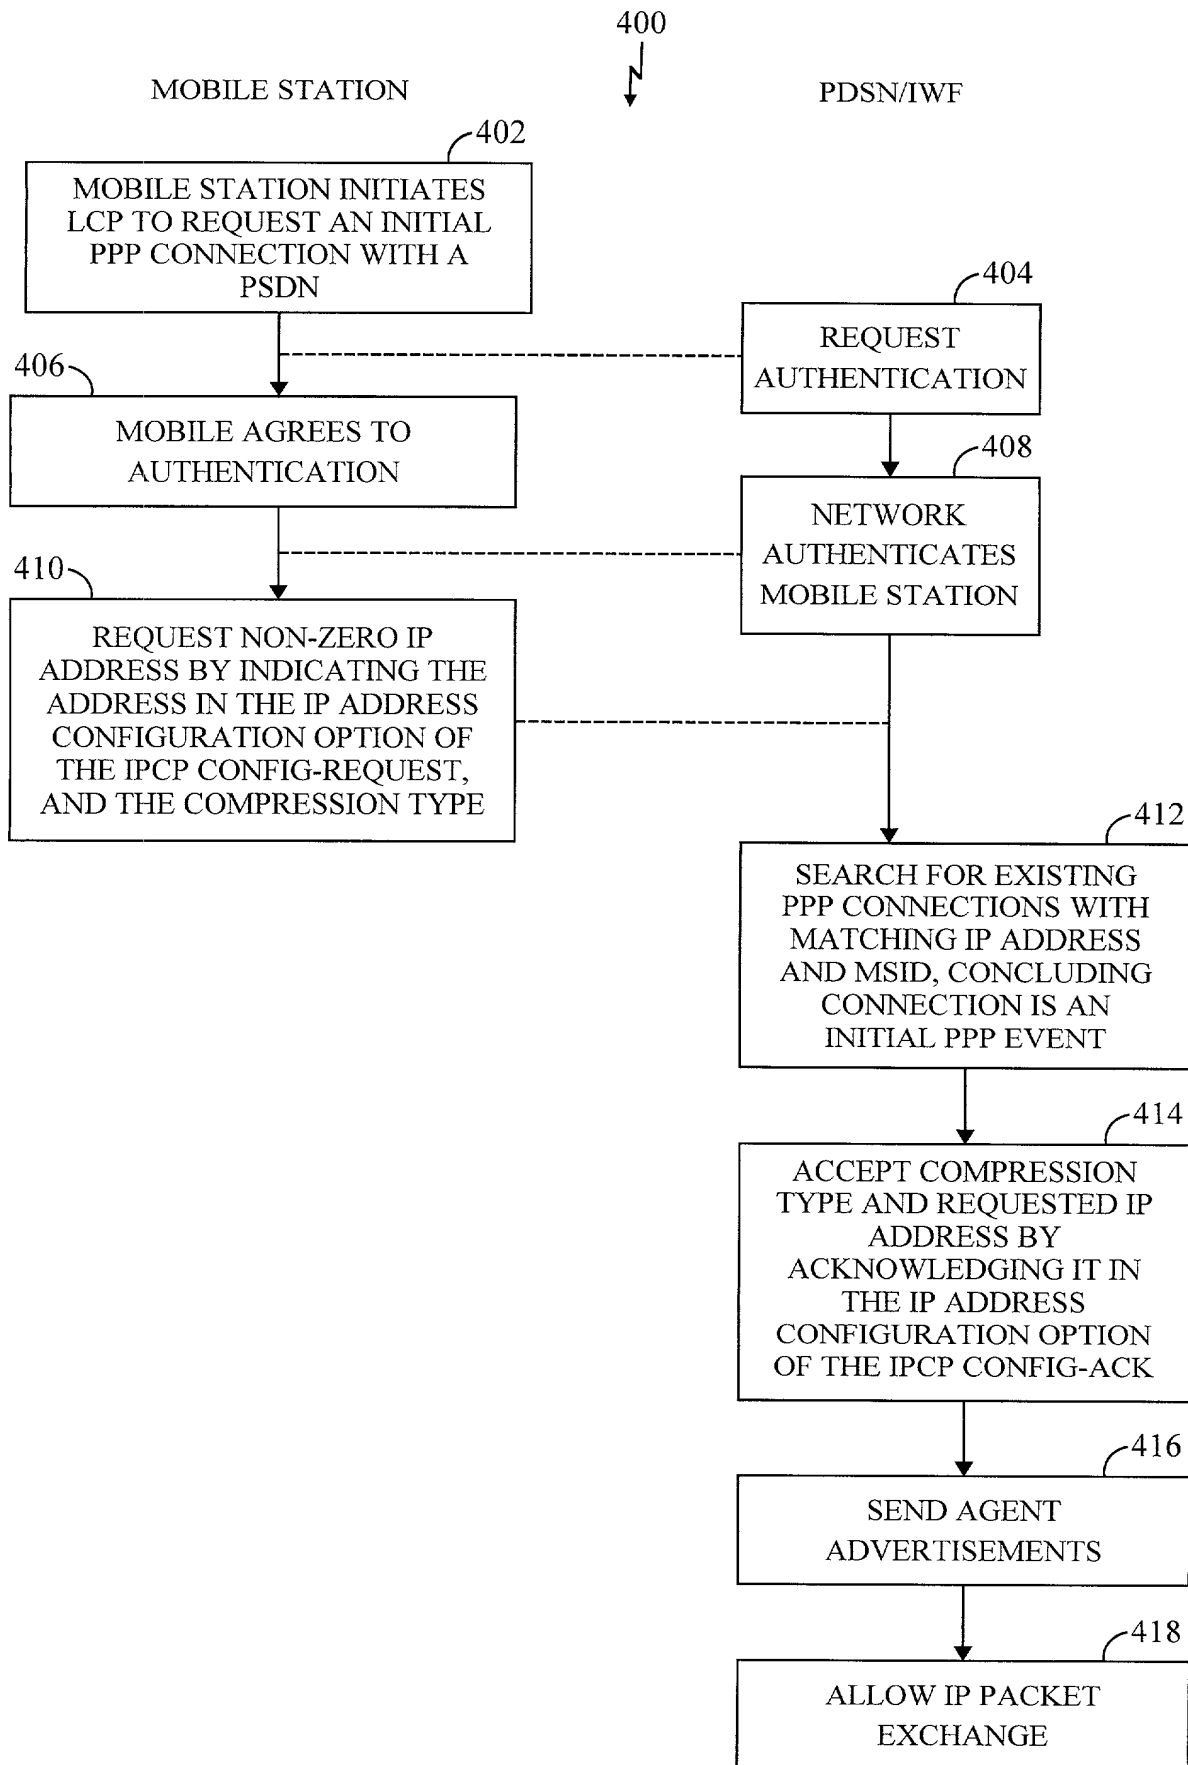 400
MOBILE STATION
PDSN/IWF
402
MOBILE STATION INITIATES
LCP TO REQUEST AN INITIAL
PPP CONNECTION WITH A
PSDN
404
REQUEST
AUTHENTICATION
406
MOBILE AGREES TO
AUTHENTICATION
408
NETWORK
AUTHENTICATES
MOBILE STATION
410
REQUEST NON-ZERO IP
ADDRESS BY INDICATING THE
ADDRESS IN THE IP ADDRESS
CONFIGURATION OPTION OF
THE IPCP CONFIG-REQUEST,
AND THE COMPRESSION TYPE
412
SEARCH FOR EXISTING
PPP CONNECTIONS WITH
MATCHING IP ADDRESS
AND MSID, CONCLUDING
CONNECTION IS AN
INITIAL PPP EVENT
414
ACCEPT COMPRESSION
TYPE AND REQUESTED IP
ADDRESS BY
ACKNOWLEDGING IT IN
THE IP ADDRESS
CONFIGURATION OPTION
OF THE IPCP CONFIG-ACK
416
SEND AGENT
ADVERTISEMENTS
418
ALLOW IP PACKET
EXCHANGE